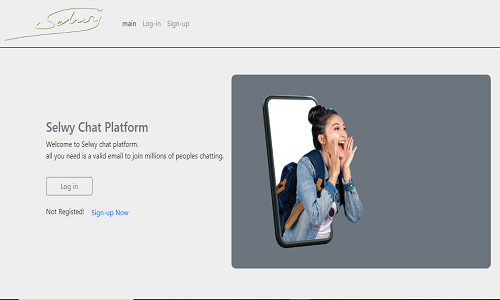 Selwy
main Log-in Sign-up
Selwy Chat Platform
Welcome to Selwy chat platform.
all you need is a valid email to join millions of peoples chatting.
Log in
Not Registed! Sign-up Now